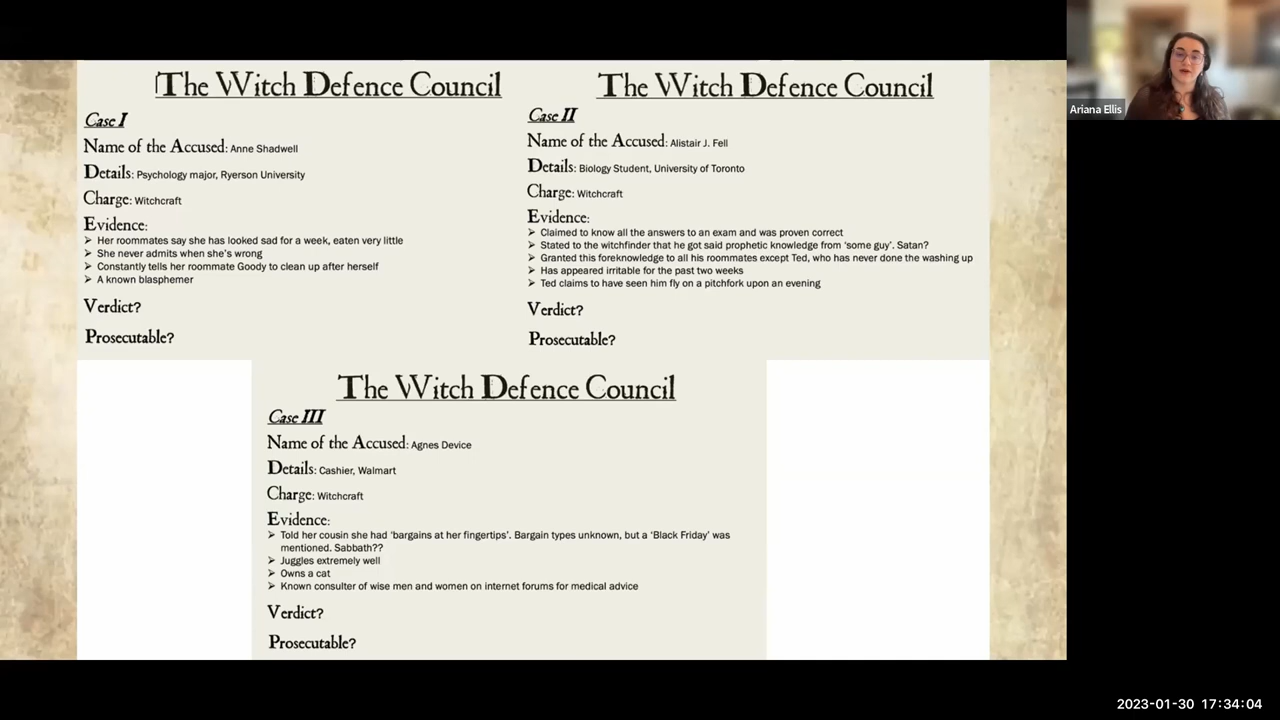 The Witch Defence Council
Case I
Name of the Accused: Anne Shadwell
Details: Psychology major, Ryerson University
Charge: Witchcraft
Evidence:
➢ Her roommates say she has looked sad for a week, eaten very little
➢ She never admits when she's wrong
➢ Constantly tells her roommate Goody to clean up after herself
➢ A known blasphemer
Verdict?
Prosecutable?
The Witch Defence Council
Case II
Name of the Accused: Alistair J. Fell
Details: Biology Student, University of Toronto
Charge: Witchcraft
Evidence:
➢ Claimed to know all the answers to an exam and was proven correct
➢ Stated to the witchfinder that he got said prophetic knowledge from 'some guy'. Satan?
➢ Granted this foreknowledge to all his roommates except Ted, who has never done the washing up
➢ Has appeared irritable for the past two weeks
➢ Ted claims to have seen him fly on a pitchfork upon an evening
Verdict?
Prosecutable?
The Witch Defence Council
Case III
Name of the Accused: Agnes Device
Details: Cashier, Walmart
Charge: Witchcraft
Evidence:
➢ Told her cousin she had 'bargains at her fingertips'. Bargain types unknown, but a 'Black Friday' was
mentioned. Sabbath??
➢ Juggles extremely well
➢ Owns a cat
➢ Known consulter of wise men and women on internet forums for medical advice
Verdict?
Prosecutable?
Ariana Ellis
2023-01-30 17:34:04